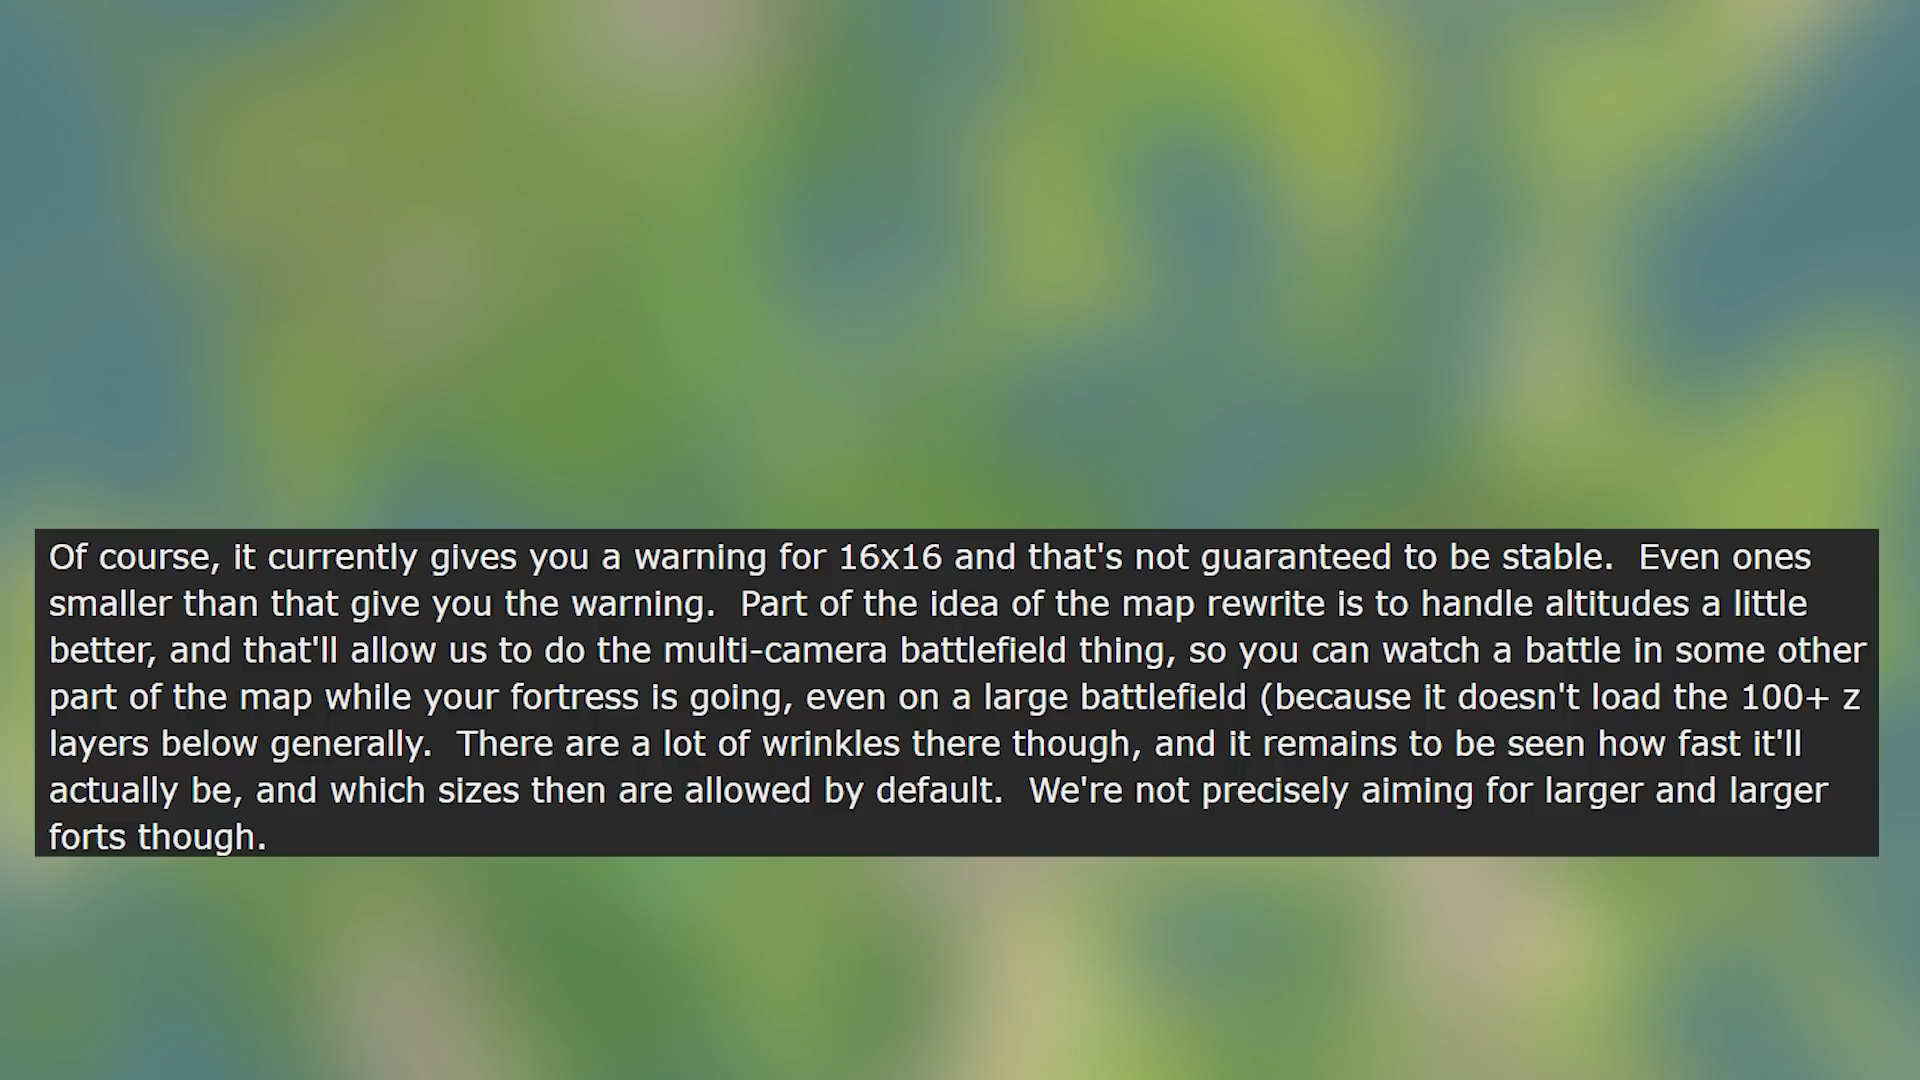 Of course, it currently gives you a warning for 16x16 and that's not guaranteed to be stable.  Even ones
smaller than that give you the warning.  Part of the idea of the map rewrite is to handle altitudes a little
better, and that'll allow us to do the multi-camera battlefield thing, so you can watch a battle in some other
part of the map while your fortress is going, even on a large battlefield (because it doesn't load the 100+ z
layers below generally.  There are a lot of wrinkles there though, and it remains to be seen how fast it'll
actually be, and which sizes then are allowed by default.  We're not precisely aiming for larger and larger
forts though.